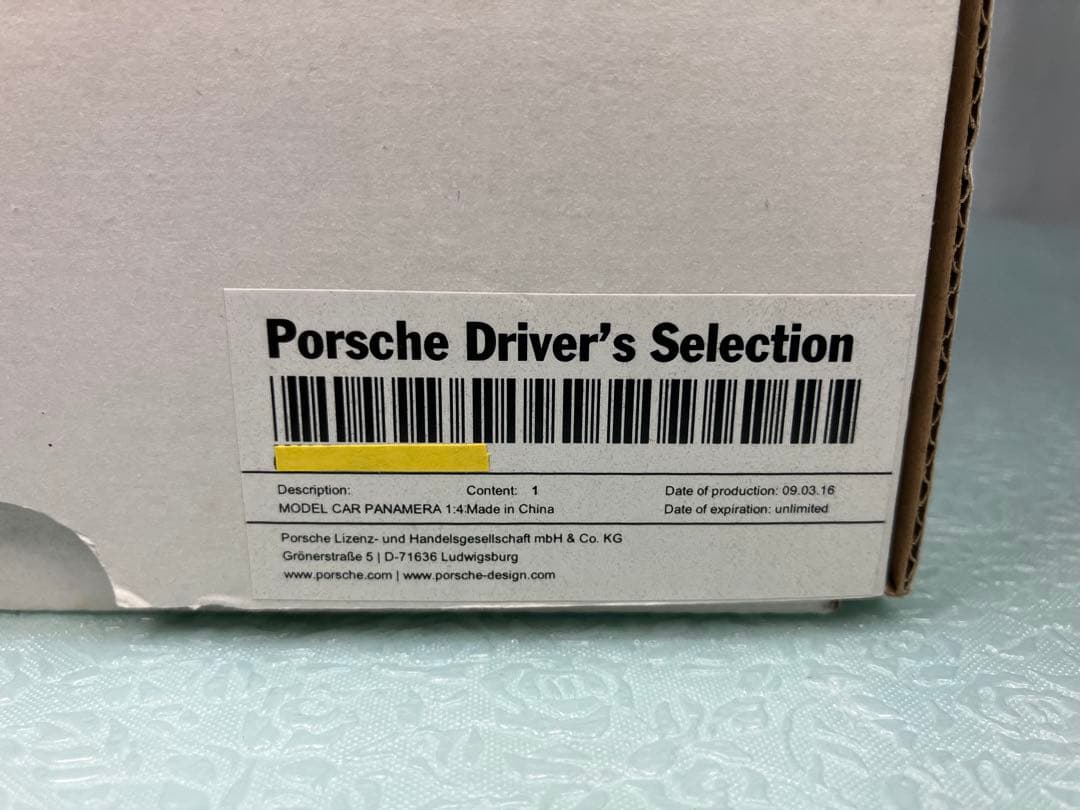 Porsche Driver's Selection
Description: Content: 1 Date of production: 09.03.16
MODEL CAR PANAMERA 1:4 Made in China Date of expiration: unlimited
Porsche Lizenz- und Handelsgesellschaft mbH & Co. KG
Grönerstraße 5 | D-71636 Ludwigsburg
www.porsche.com | www.porsche-design.com